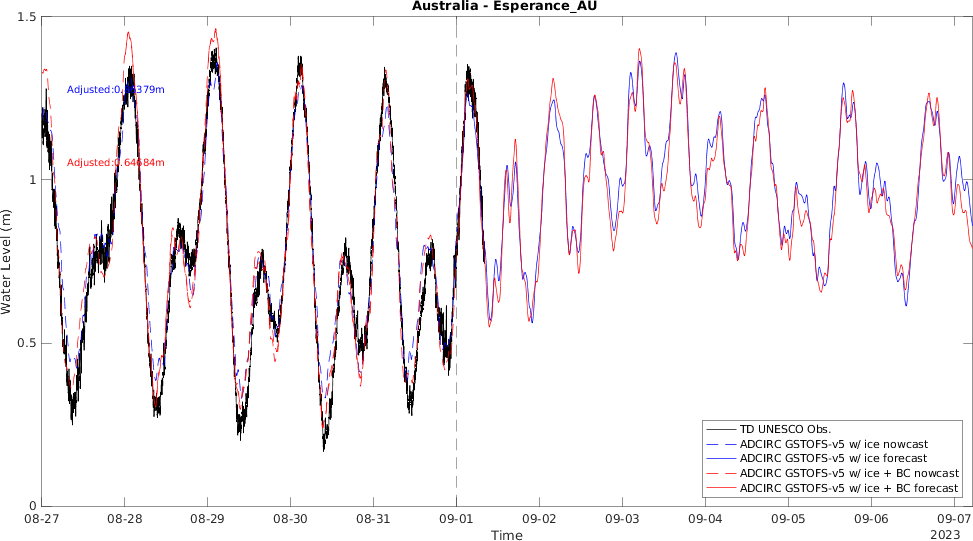 Australia - Esperance_AU
1.5
1
0.5
0
Water Level (m)
Adjusted:0.
379m
Adjusted:0.64684m
TD UNESCO Obs.
ADCIRC GSTOFS-v5 w/ ice nowcast
ADCIRC GSTOFS-v5 w/ ice forecast
ADCIRC GSTOFS-v5 w/ ice + BC nowcast
ADCIRC GSTOFS-v5 w/ ice + BC forecast
08-27 08-28 08-29 08-30 08-31 09-01 09-02 09-03 09-04 09-05 09-06 09-07
Time
2023